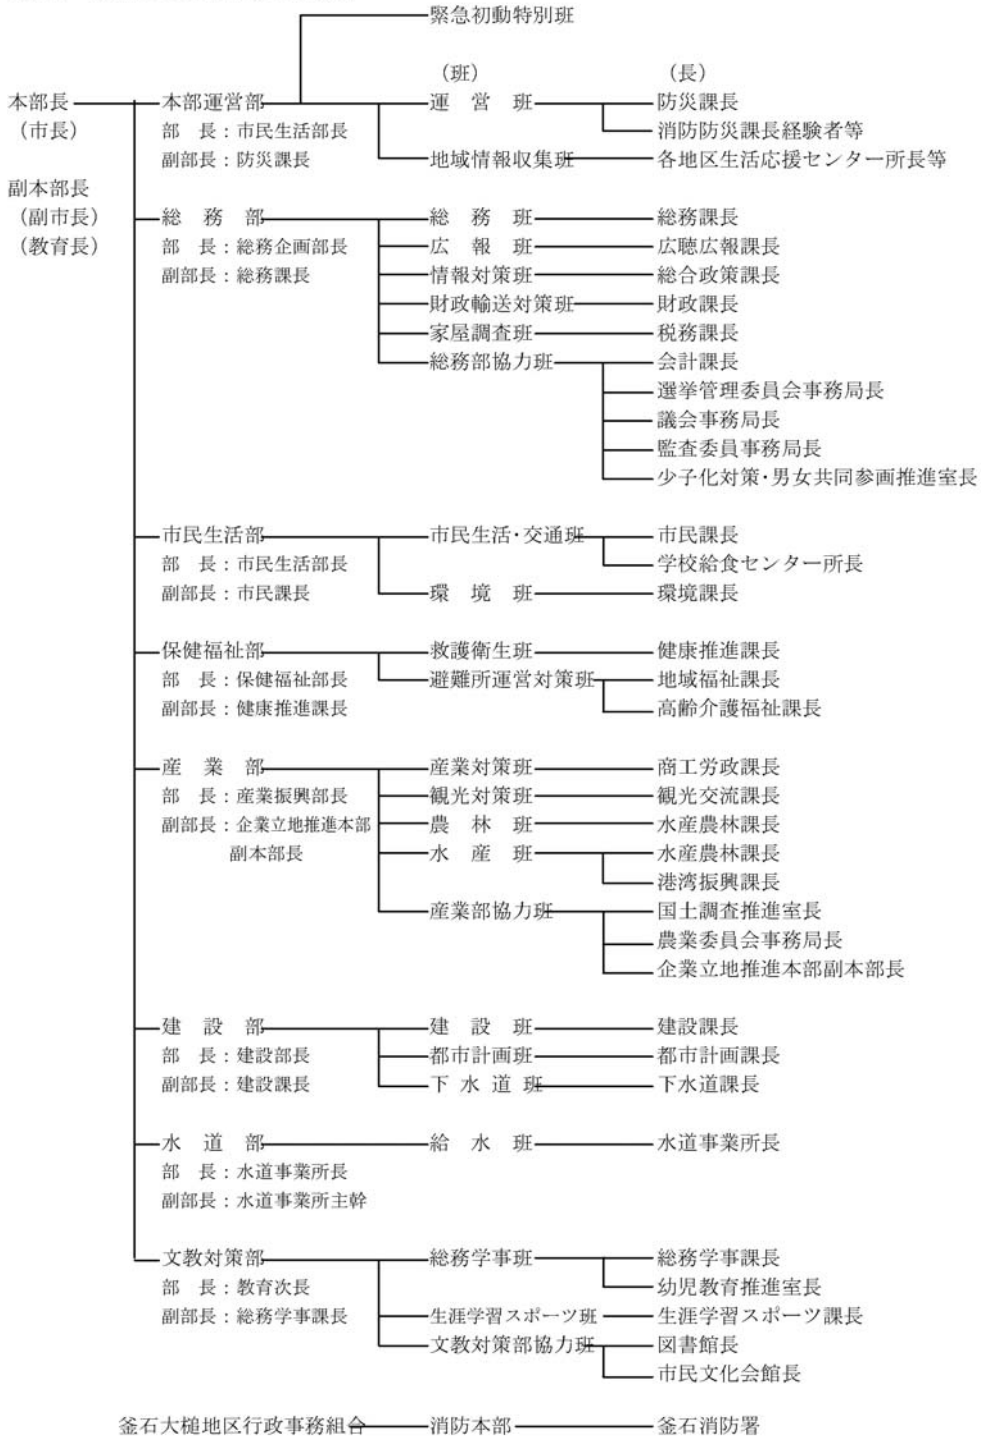 緊急初動特別班
（班） （長）
本部長 本部運営部 運 営 班 防災課長
（市長） 部 長：市民生活部長 消防防災課長経験者等
副部長：防災課長 地域情報収集班 各地区生活応援センター所長等
副本部長
（副市長） 総 務 部 総 務 班 総務課長
（教育長） 部 長：総務企画部長 広 報 班 広聴広報課長
副部長：総務課長 情報対策班 総合政策課長
財政輸送対策班 財政課長
家屋調査班 税務課長
総務部協力班 会計課長
選挙管理委員会事務局長
議会事務局長
監査委員事務局長
少子化対策・男女共同参画推進室長
市民生活部 市民生活・交通班 市民課長
部 長：市民生活部長 学校給食センター所長
副部長：市民課長 環 境 班 環境課長
保健福祉部 救護衛生班 健康推進課長
部 長：保健福祉部長 避難所運営対策班 地域福祉課長
副部長：健康推進課長 高齢介護福祉課長
産 業 部 産業対策班 商工労政課長
部 長：産業振興部長 観光対策班 観光交流課長
副部長：企業立地推進本部 農 林 班 水産農林課長
副本部長 水 産 班 水産農林課長
港湾振興課長
産業部協力班 国土調査推進室長
農業委員会事務局長
企業立地推進本部副本部長
建 設 部 建 設 班 建設課長
部 長：建設部長 都市計画班 都市計画課長
副部長：建設課長 下 水 道 班 下水道課長
水 道 部 給 水 班 水道事業所長
部 長：水道事業所長
副部長：水道事業所主幹
文教対策部 総務学事班 総務学事課長
部 長：教育次長 幼児教育推進室長
副部長：総務学事課長 生涯学習スポーツ班 生涯学習スポーツ課長
文教対策部協力班 図書館長
市民文化会館長
釜石大槌地区行政事務組合 消防本部 釜石消防署